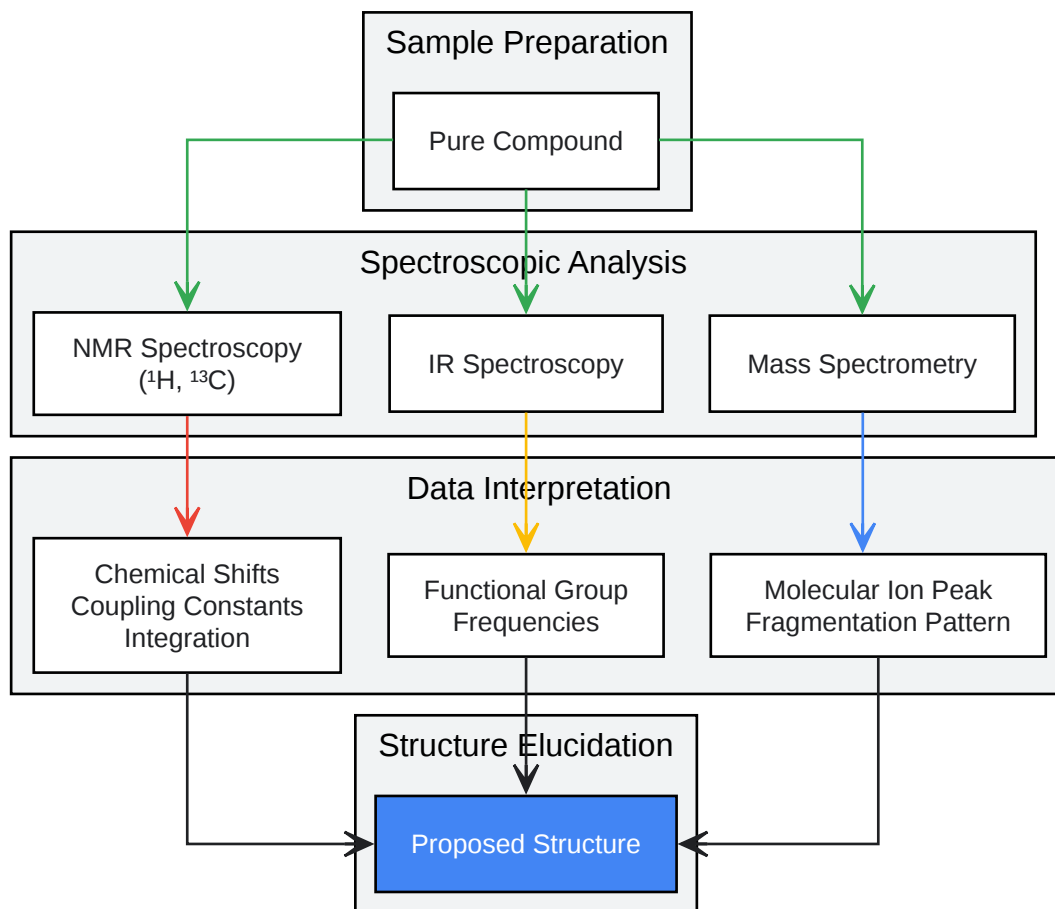 Sample Preparation
Pure Compound
Spectroscopic Analysis
NMR Spectroscopy
(¹H, ¹³C)
IR Spectroscopy
Mass Spectrometry
Data Interpretation
Chemical Shifts
Coupling Constants
Integration
Functional Group
Frequencies
Molecular Ion Peak
Fragmentation Pattern
Structure Elucidation
Proposed Structure